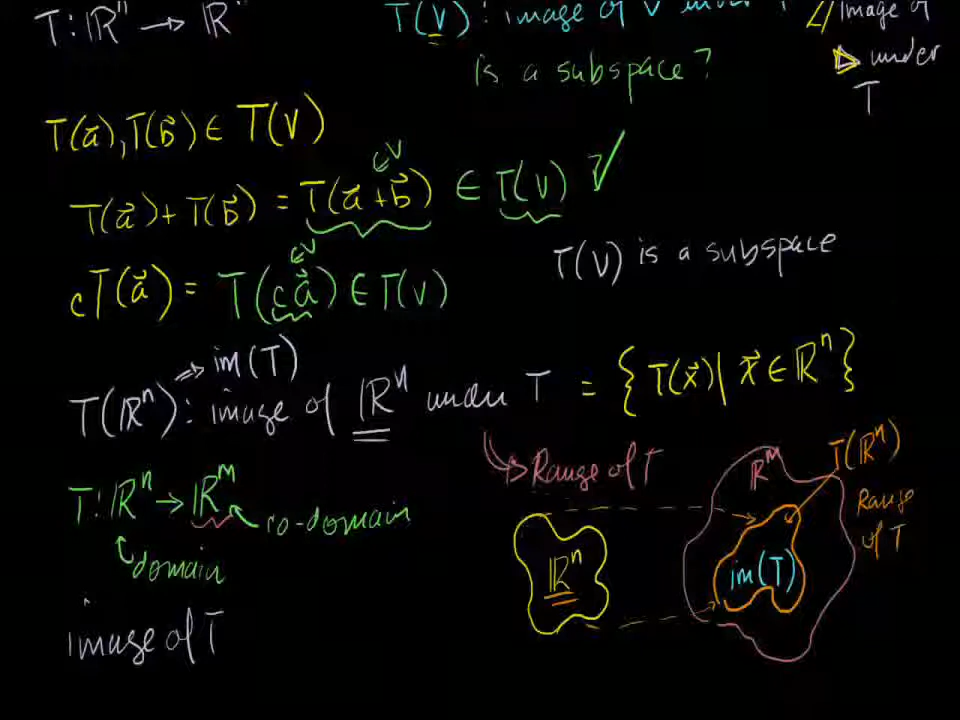 T: ℝⁿ → ℝ
T(V): image of V under T
image of
under
T
is a subspace?
T(a⃗), T(b⃗) ∈ T(V)
∈V
T(a⃗) + T(b⃗) = T(a⃗ + b⃗) ∈ T(V) ? ✓
∈V
cT(a⃗) = T(ca⃗) ∈ T(V)
T(V) is a subspace
⇒ im(T)
T(ℝⁿ): image of ℝⁿ under T = {T(x⃗) | x⃗ ∈ ℝⁿ}
Range of T
T: ℝⁿ → ℝᵐ
co-domain
domain
image of T
ℝⁿ
ℝᵐ
T(ℝⁿ)
Range
of T
im(T)